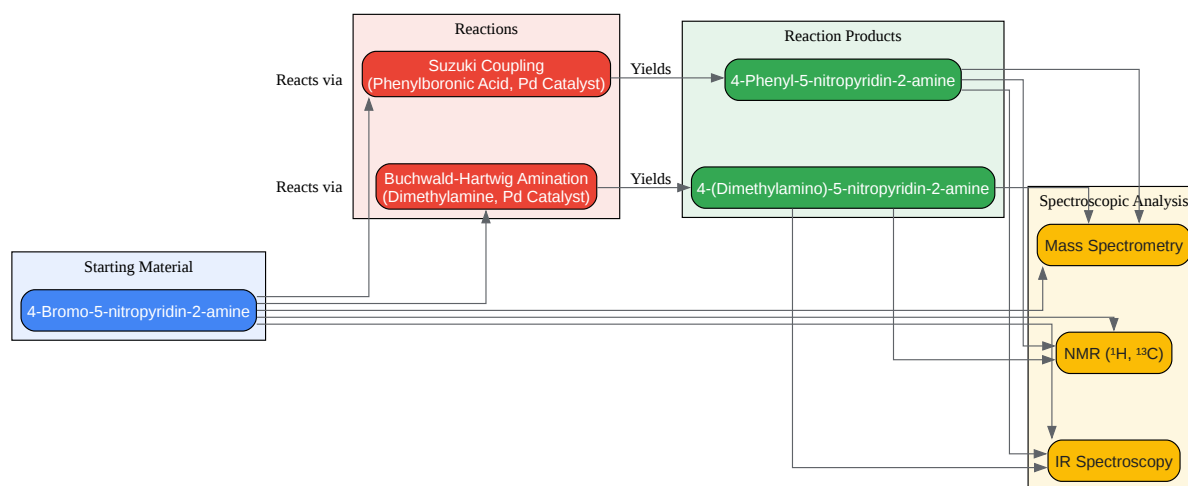 Reactions
Reaction Products
Reacts via
Suzuki Coupling
(Phenylboronic Acid, Pd Catalyst)
Yields
4-Phenyl-5-nitropyridin-2-amine
Reacts via
Buchwald-Hartwig Amination
(Dimethylamine, Pd Catalyst)
Yields
4-(Dimethylamino)-5-nitropyridin-2-amine
Spectroscopic Analysis
Mass Spectrometry
Starting Material
4-Bromo-5-nitropyridin-2-amine
NMR (¹H, ¹³C)
IR Spectroscopy